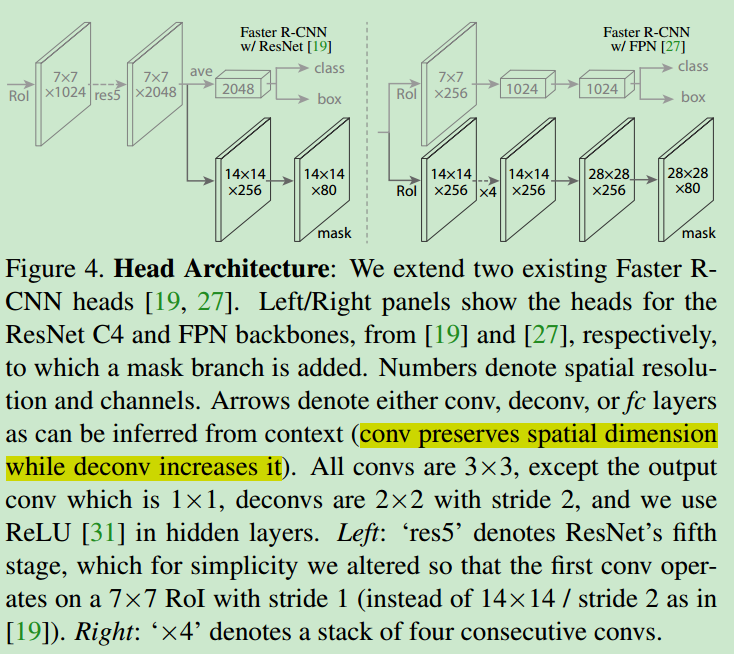 Faster R-CNN
w/ ResNet [19]
RoI
7×7
×1024
res5
7×7
×2048
ave
2048
class
box
14×14
×256
14×14
×80
mask
Faster R-CNN
w/ FPN [27]
RoI
7×7
×256
1024
1024
class
box
RoI
14×14
×256
×4
14×14
×256
28×28
×256
28×28
×80
mask
Figure 4. Head Architecture: We extend two existing Faster R-
CNN heads [19, 27]. Left/Right panels show the heads for the
ResNet C4 and FPN backbones, from [19] and [27], respectively,
to which a mask branch is added. Numbers denote spatial resolu-
tion and channels. Arrows denote either conv, deconv, or fc layers
as can be inferred from context (conv preserves spatial dimension
while deconv increases it). All convs are 3×3, except the output
conv which is 1×1, deconvs are 2×2 with stride 2, and we use
ReLU [31] in hidden layers. Left: ‘res5’ denotes ResNet’s fifth
stage, which for simplicity we altered so that the first conv oper-
ates on a 7×7 RoI with stride 1 (instead of 14×14 / stride 2 as in
[19]). Right: ‘×4’ denotes a stack of four consecutive convs.